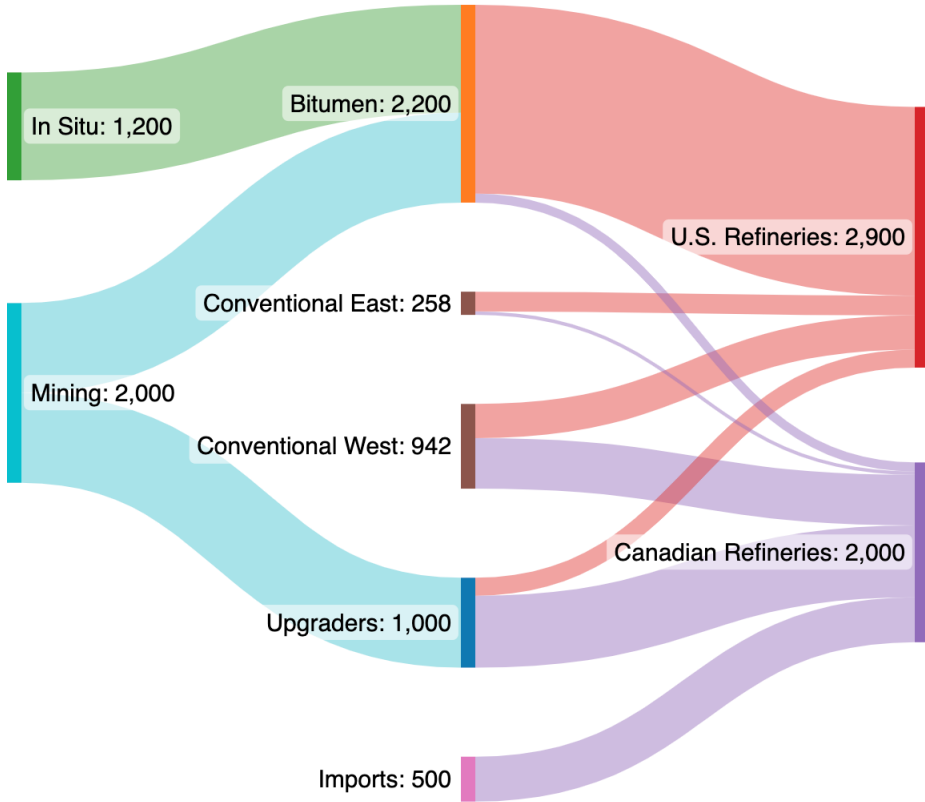 Bitumen: 2,200
In Situ: 1,200
U.S. Refineries: 2,900
Conventional East: 258
Mining: 2,000
Conventional West: 942
Canadian Refineries: 2,000
Upgraders: 1,000
Imports: 500